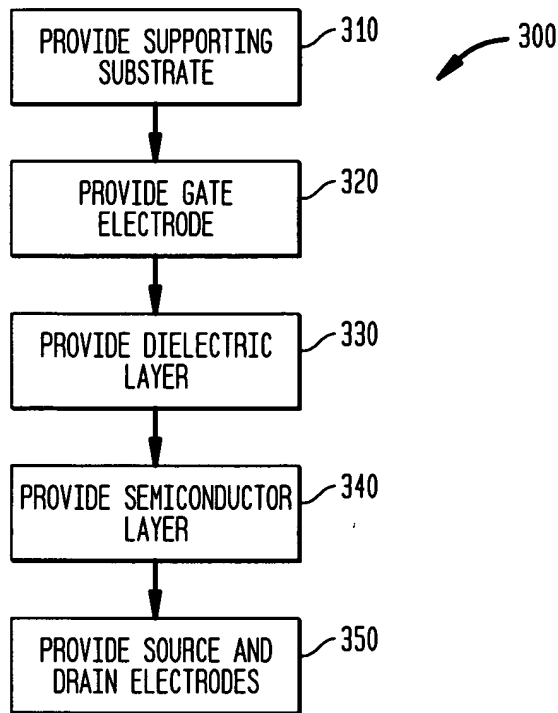 PROVIDE SUPPORTING
SUBSTRATE
310
300
PROVIDE GATE
ELECTRODE
320
PROVIDE DIELECTRIC
LAYER
330
PROVIDE SEMICONDUCTOR
LAYER
340
PROVIDE SOURCE AND
DRAIN ELECTRODES
350